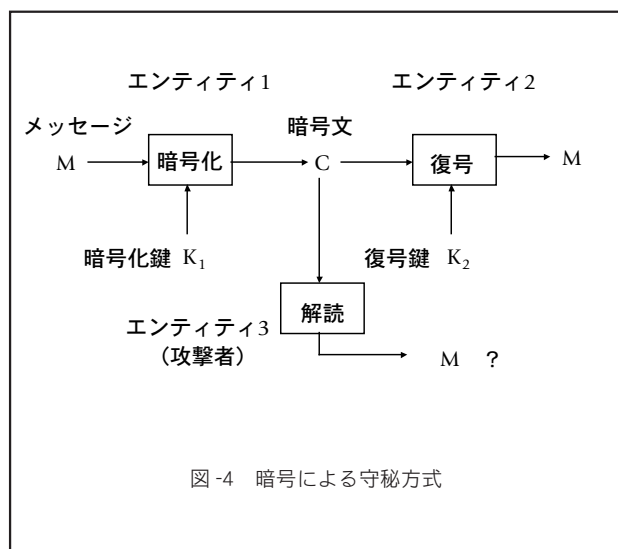 エンティティ1 エンティティ2
メッセージ 暗号文
M 暗号化 C 復号 M
暗号化鍵 K₁ 復号鍵 K₂
解読
エンティティ3
（攻撃者）
M ？
図-4 暗号による守秘方式